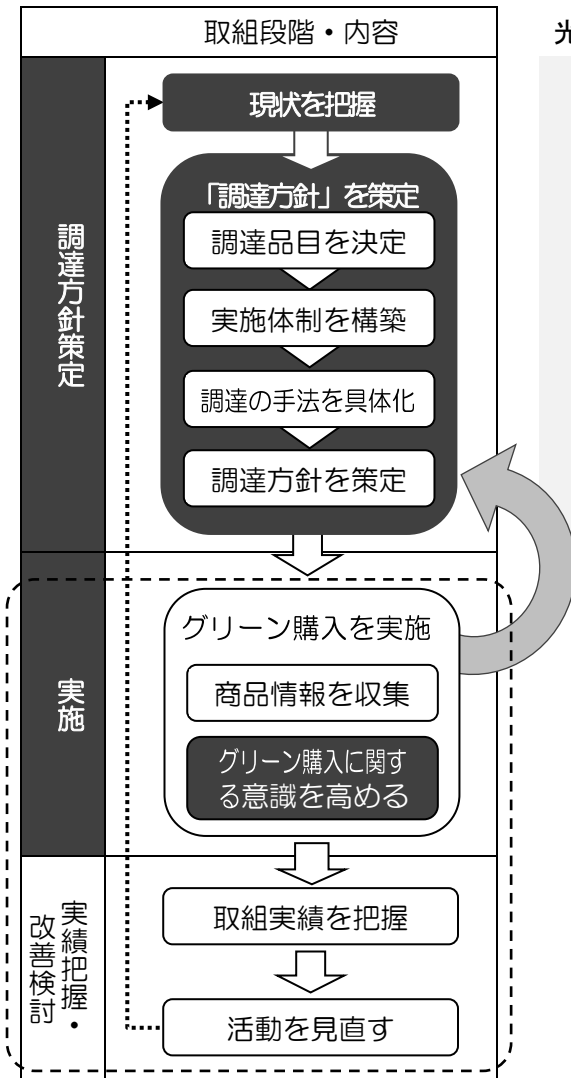 取組段階・内容
光
調達方針策定
現状を把握
「調達方針」を策定
調達品目を決定
実施体制を構築
調達の手法を具体化
調達方針を策定
実施
グリーン購入を実施
商品情報を収集
グリーン購入に関す
る意識を高める
実績把握・
改善検討
取組実績を把握
活動を見直す